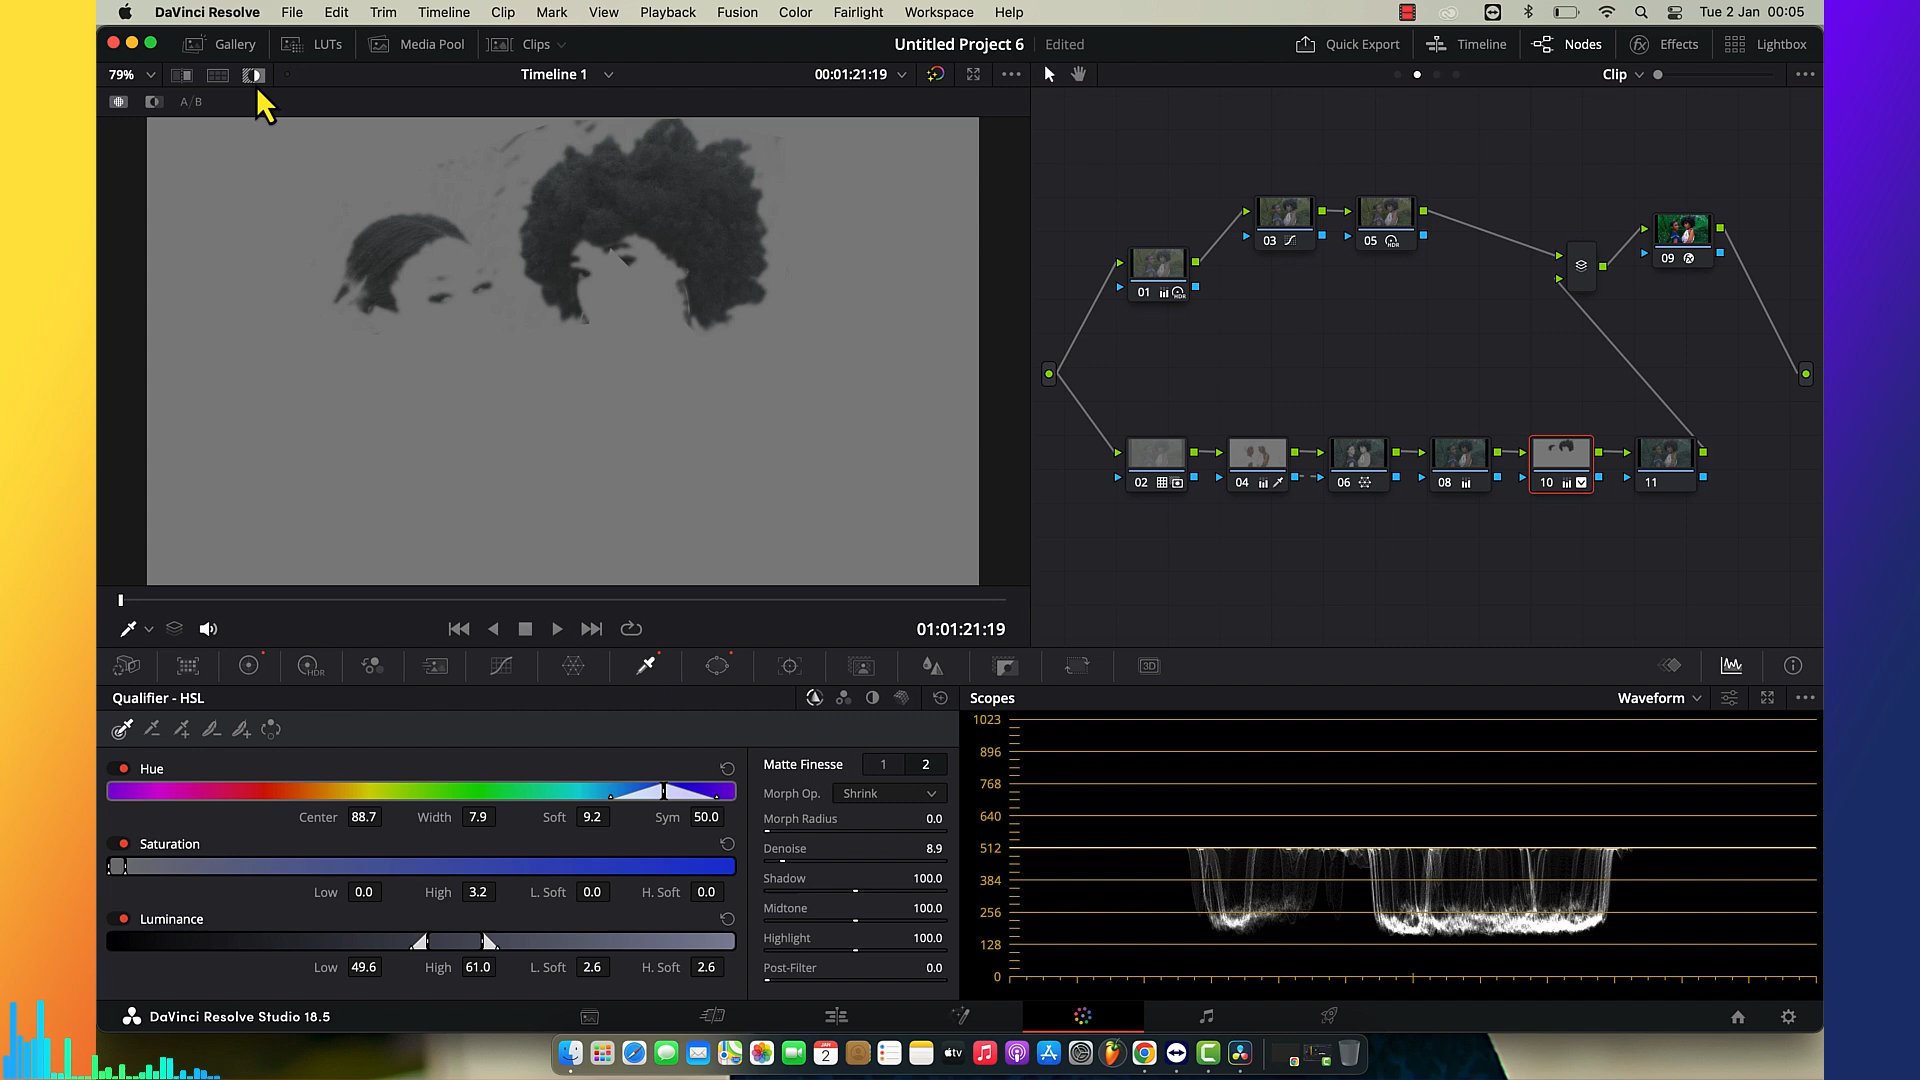 DaVinci Resolve File Edit Trim Timeline Clip Mark View Playback Fusion Color Fairlight Workspace Help Tue 2 Jan 00:05
Gallery LUTs Media Pool Clips Untitled Project 6 Edited Quick Export Timeline Nodes Effects Lightbox
79% Timeline 1 00:01:21:19 Clip
A/B
03 05
01 09
02 04 06 08 10 11
01:01:21:19
HDR 3D
Qualifier - HSL Scopes Waveform
Hue
Center 88.7 Width 7.9 Soft 9.2 Sym 50.0
Saturation
Low 0.0 High 3.2 L. Soft 0.0 H. Soft 0.0
Luminance
Low 49.6 High 61.0 L. Soft 2.6 H. Soft 2.6
Matte Finesse 1 2
Morph Op. Shrink
Morph Radius 0.0
Denoise 8.9
Shadow 100.0
Midtone 100.0
Highlight 100.0
Post-Filter 0.0
1023
896
768
640
512
384
256
128
0
DaVinci Resolve Studio 18.5
JAN
2
tv